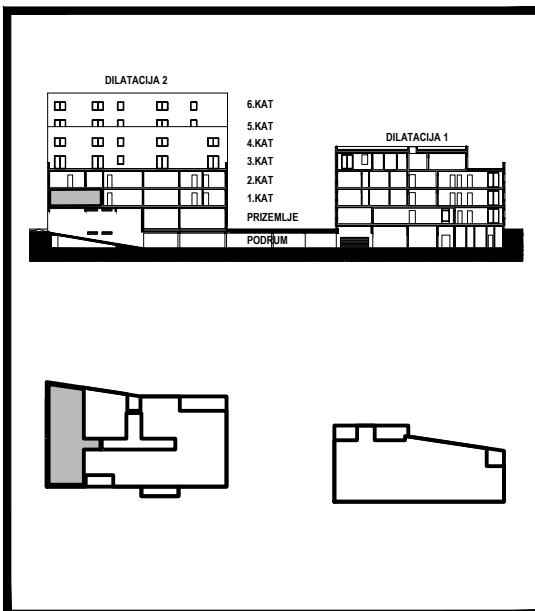 DILATACIJA 2
6.KAT
5.KAT
DILATACIJA 1
4.KAT
3.KAT
2.KAT
1.KAT
PRIZEMLJE
PODRUM